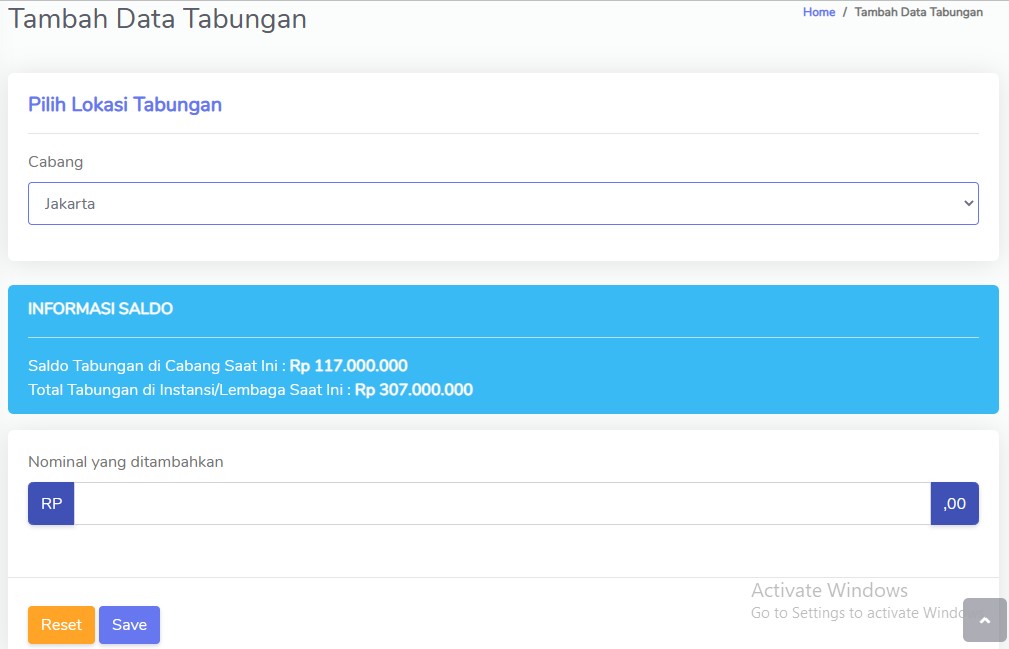 Tambah Data Tabungan
Home / Tambah Data Tabungan
Pilih Lokasi Tabungan
Cabang
Jakarta
INFORMASI SALDO
Saldo Tabungan di Cabang Saat Ini : Rp 117.000.000
Total Tabungan di Instansi/Lembaga Saat Ini : Rp 307.000.000
Nominal yang ditambahkan
RP ,00
Activate Windows
Go to Settings to activate
Reset Save